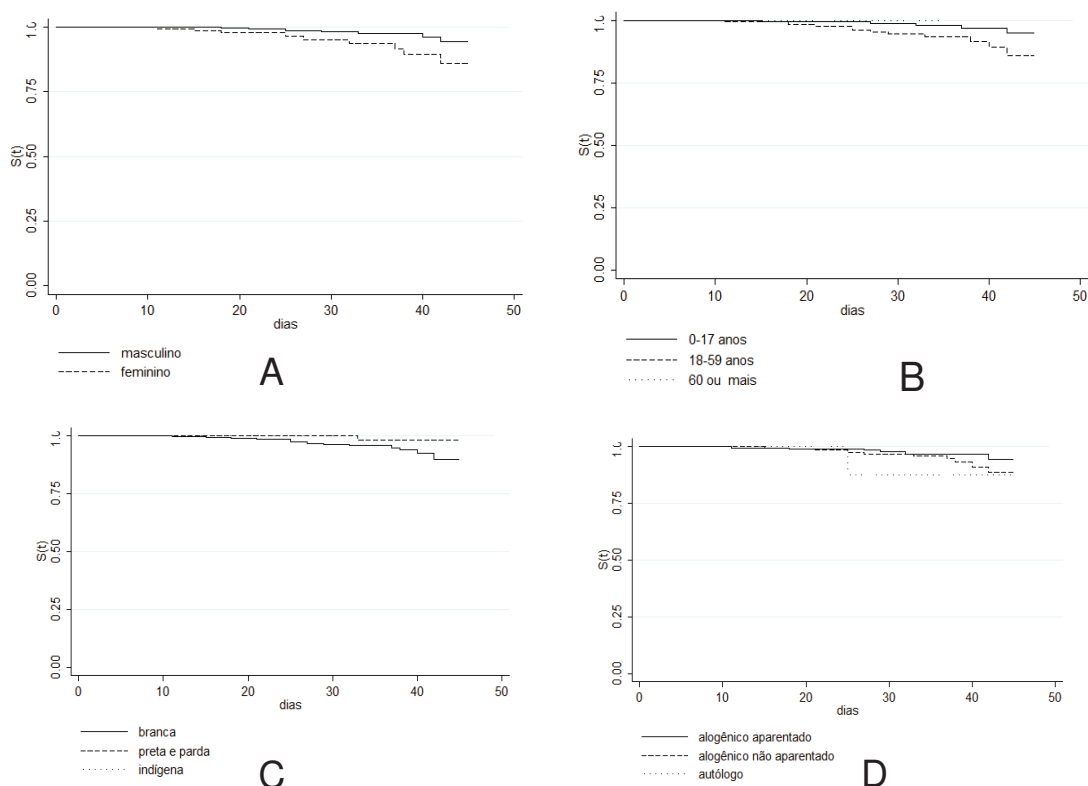 1.0
0.75
0.50
0.25
0.00
S(t)
0 10 20 30 40 50
dias
masculino
feminino
A
1.0
0.75
0.50
0.25
0.00
S(t)
0 10 20 30 40 50
dias
0-17 anos
18-59 anos
60 ou mais
B
1.0
0.75
0.50
0.25
0.00
S(t)
0 10 20 30 40 50
dias
branca
preta e parda
indígena
C
1.0
0.75
0.50
0.25
0.00
S(t)
0 10 20 30 40 50
dias
alogênico aparentado
alogênico não aparentado
autólogo
D